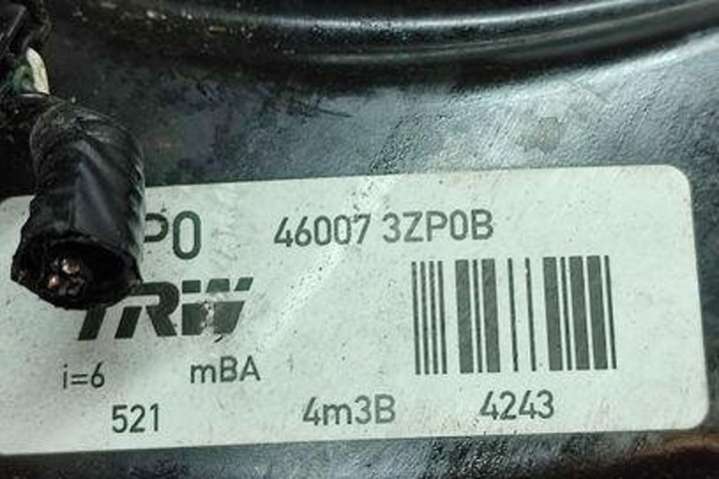 P0 46007 3ZP0B
TRW
i=6 mBA
521 4m3B 4243